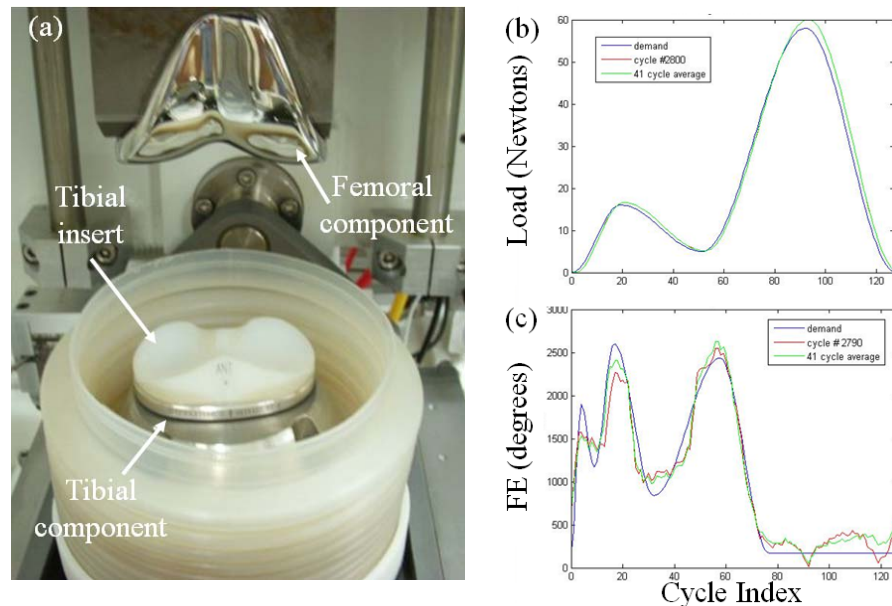 (a)
Femoral
component
Tibial
insert
Tibial
component
(b)
Load (Newtons)
60
50
40
30
20
10
0
0 20 40 60 80 100 120
demand
cycle #2800
41 cycle average
(c)
FE (degrees)
3000
2500
2000
1500
1000
500
0
0 20 40 60 80 100 120
demand
cycle # 2790
41 cycle average
Cycle Index